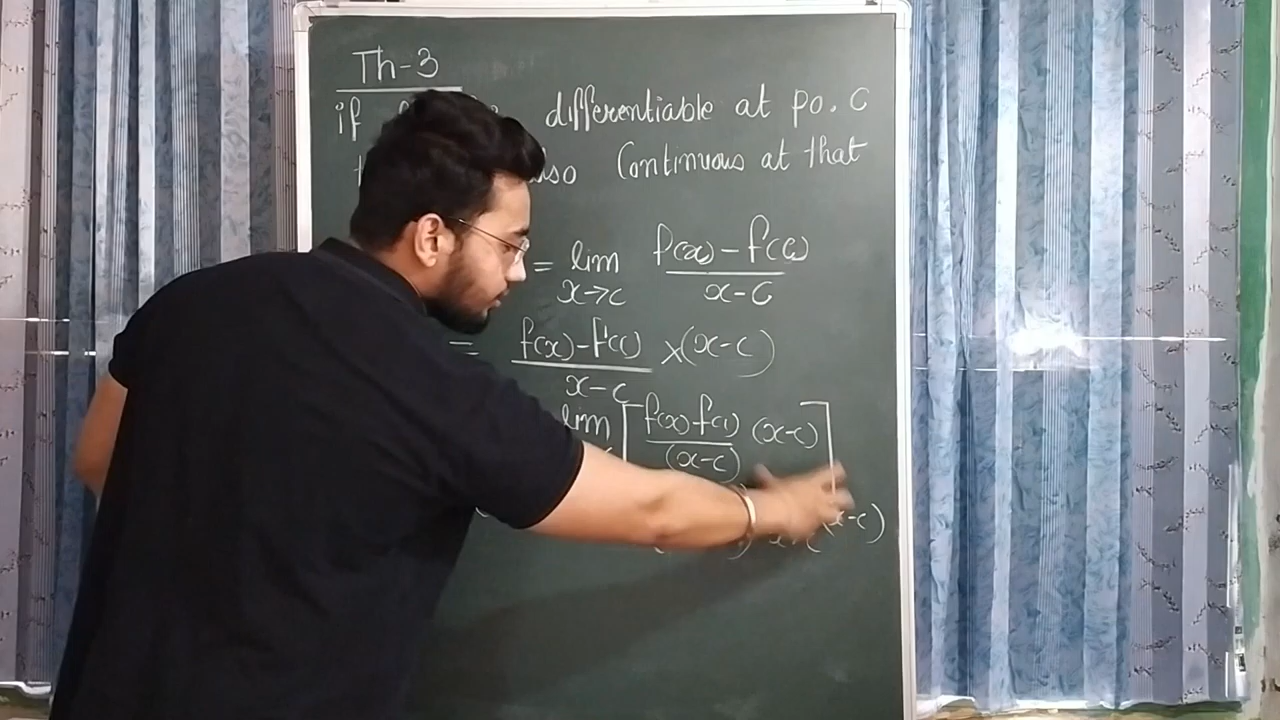 Th-3
if differentiable at po. C
also Continuous at that
= lim x→c f(x) - f(c) / x - c
= f(x) - f'(c) / x - c × (x - c)
lim [ f(x) - f(c) / (x - c) (x - c) ]
(x - c)